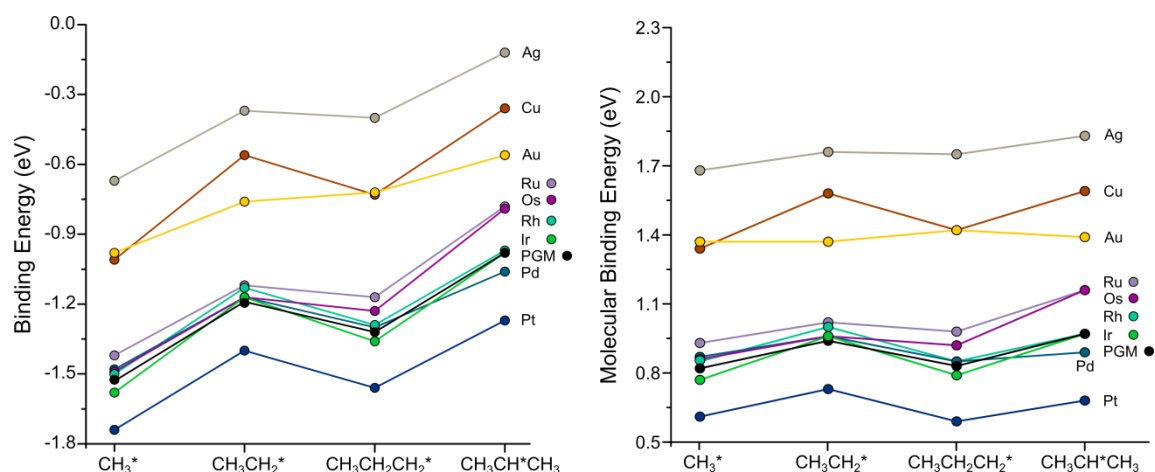 Binding Energy (eV)
0.0
-0.3
-0.6
-0.9
-1.2
-1.5
-1.8
CH₃*
CH₃CH₂*
CH₃CH₂CH₂*
CH₃CH*CH₃
Ag
Cu
Au
Ru
Os
Rh
Ir
PGM
Pd
Pt
Molecular Binding Energy (eV)
2.3
2.0
1.7
1.4
1.1
0.8
0.5
CH₃*
CH₃CH₂*
CH₃CH₂CH₂*
CH₃CH*CH₃
Ag
Cu
Au
Ru
Os
Rh
Ir
PGM
Pd
Pt